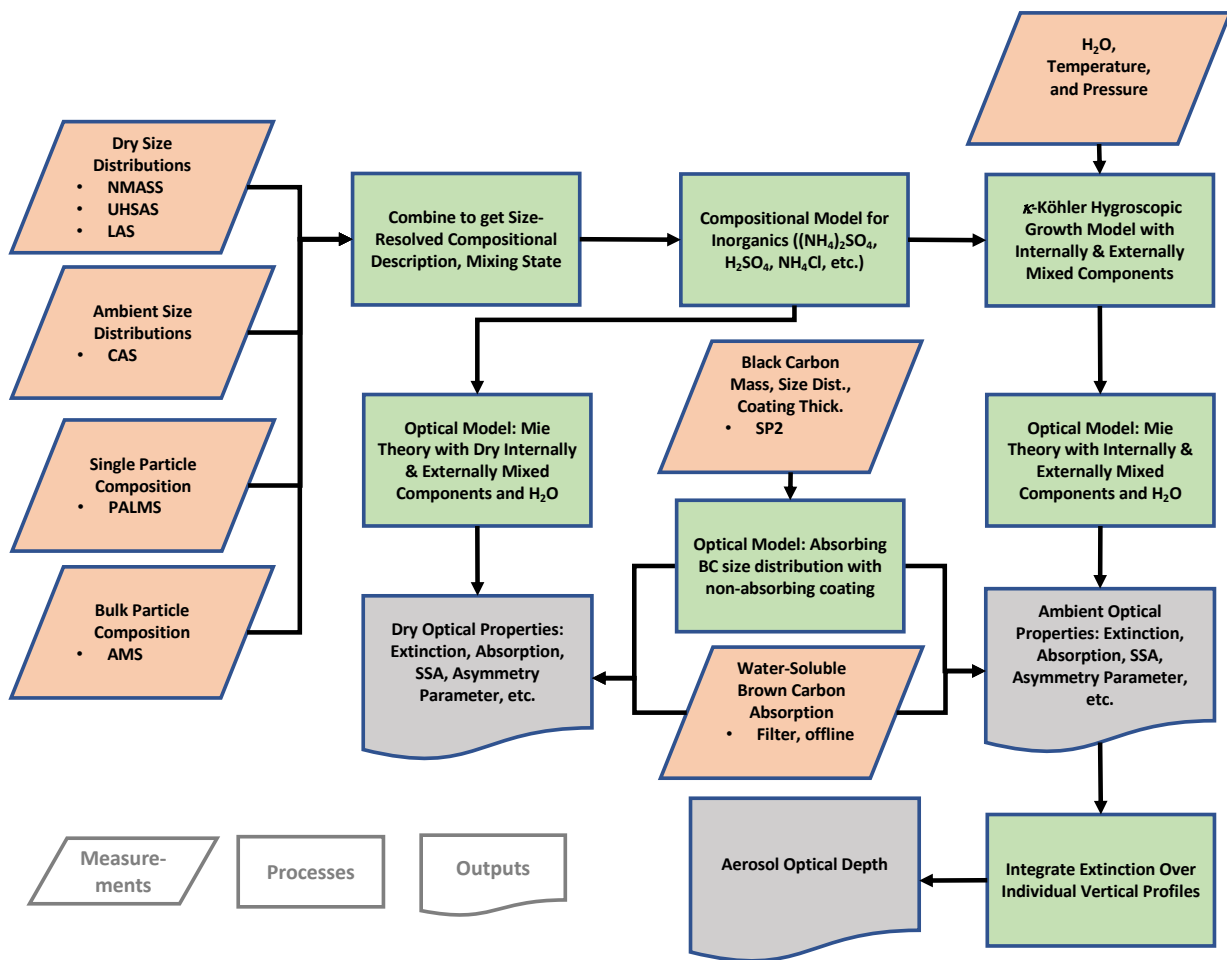 H₂O,
Temperature,
and Pressure
Dry Size
Distributions
• NMASS
• UHSAS
• LAS
Combine to get Size-
Resolved Compositional
Description, Mixing State
Compositional Model for
Inorganics ((NH₄)₂SO₄,
H₂SO₄, NH₄Cl, etc.)
κ-Köhler Hygroscopic
Growth Model with
Internally & Externally
Mixed Components
Ambient Size
Distributions
• CAS
Black Carbon
Mass, Size Dist.,
Coating Thick.
• SP2
Single Particle
Composition
• PALMS
Optical Model: Mie
Theory with Dry Internally
& Externally Mixed
Components and H₂O
Optical Model: Mie
Theory with Internally &
Externally Mixed
Components and H₂O
Optical Model: Absorbing
BC size distribution with
non-absorbing coating
Bulk Particle
Composition
• AMS
Dry Optical Properties:
Extinction, Absorption,
SSA, Asymmetry
Parameter, etc.
Ambient Optical
Properties: Extinction,
Absorption, SSA,
Asymmetry Parameter,
etc.
Water-Soluble
Brown Carbon
Absorption
• Filter, offline
Measure-
ments
Processes
Outputs
Aerosol Optical Depth
Integrate Extinction Over
Individual Vertical Profiles